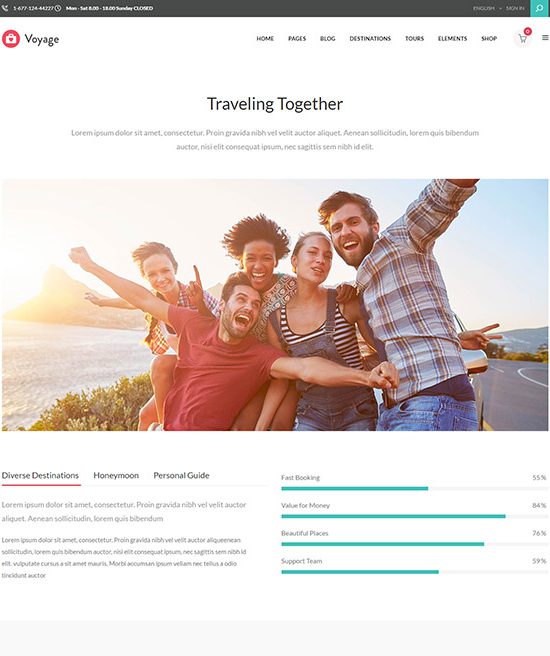 1-677-124-44227 Mon - Sat 8.00 - 18.00 Sunday CLOSED
ENGLISH SIGN IN
Voyage
HOME PAGES BLOG DESTINATIONS TOURS ELEMENTS SHOP 0
Traveling Together
Lorem ipsum dolor sit amet, consectetur. Proin gravida nibh vel velit auctor aliquet. Aenean sollicitudin, lorem quis bibendum
auctor, nisi elit consequat ipsum, nec sagittis sem nibh id elit.
Diverse Destinations Honeymoon Personal Guide
Lorem ipsum dolor sit amet, consectetur. Proin gravida nibh vel velit auctor
aliquet. Aenean sollicitudin, lorem quis bibendum
Lorem ipsum dolor sit amet, consectetur. Proin gravida nibh vel velit auctor aliquenean
sollicitudin, lorem quis bibendum auctor, nisi elit consequat ipsum, nec sagittis sem nibh id
elit. vulputate cursus a sit amet mauris. Morbi accumsan ipsum velit nec tellus a odio
tincidunt auctor
Fast Booking 55%
Value for Money 84%
Beautiful Places 76%
Support Team 59%